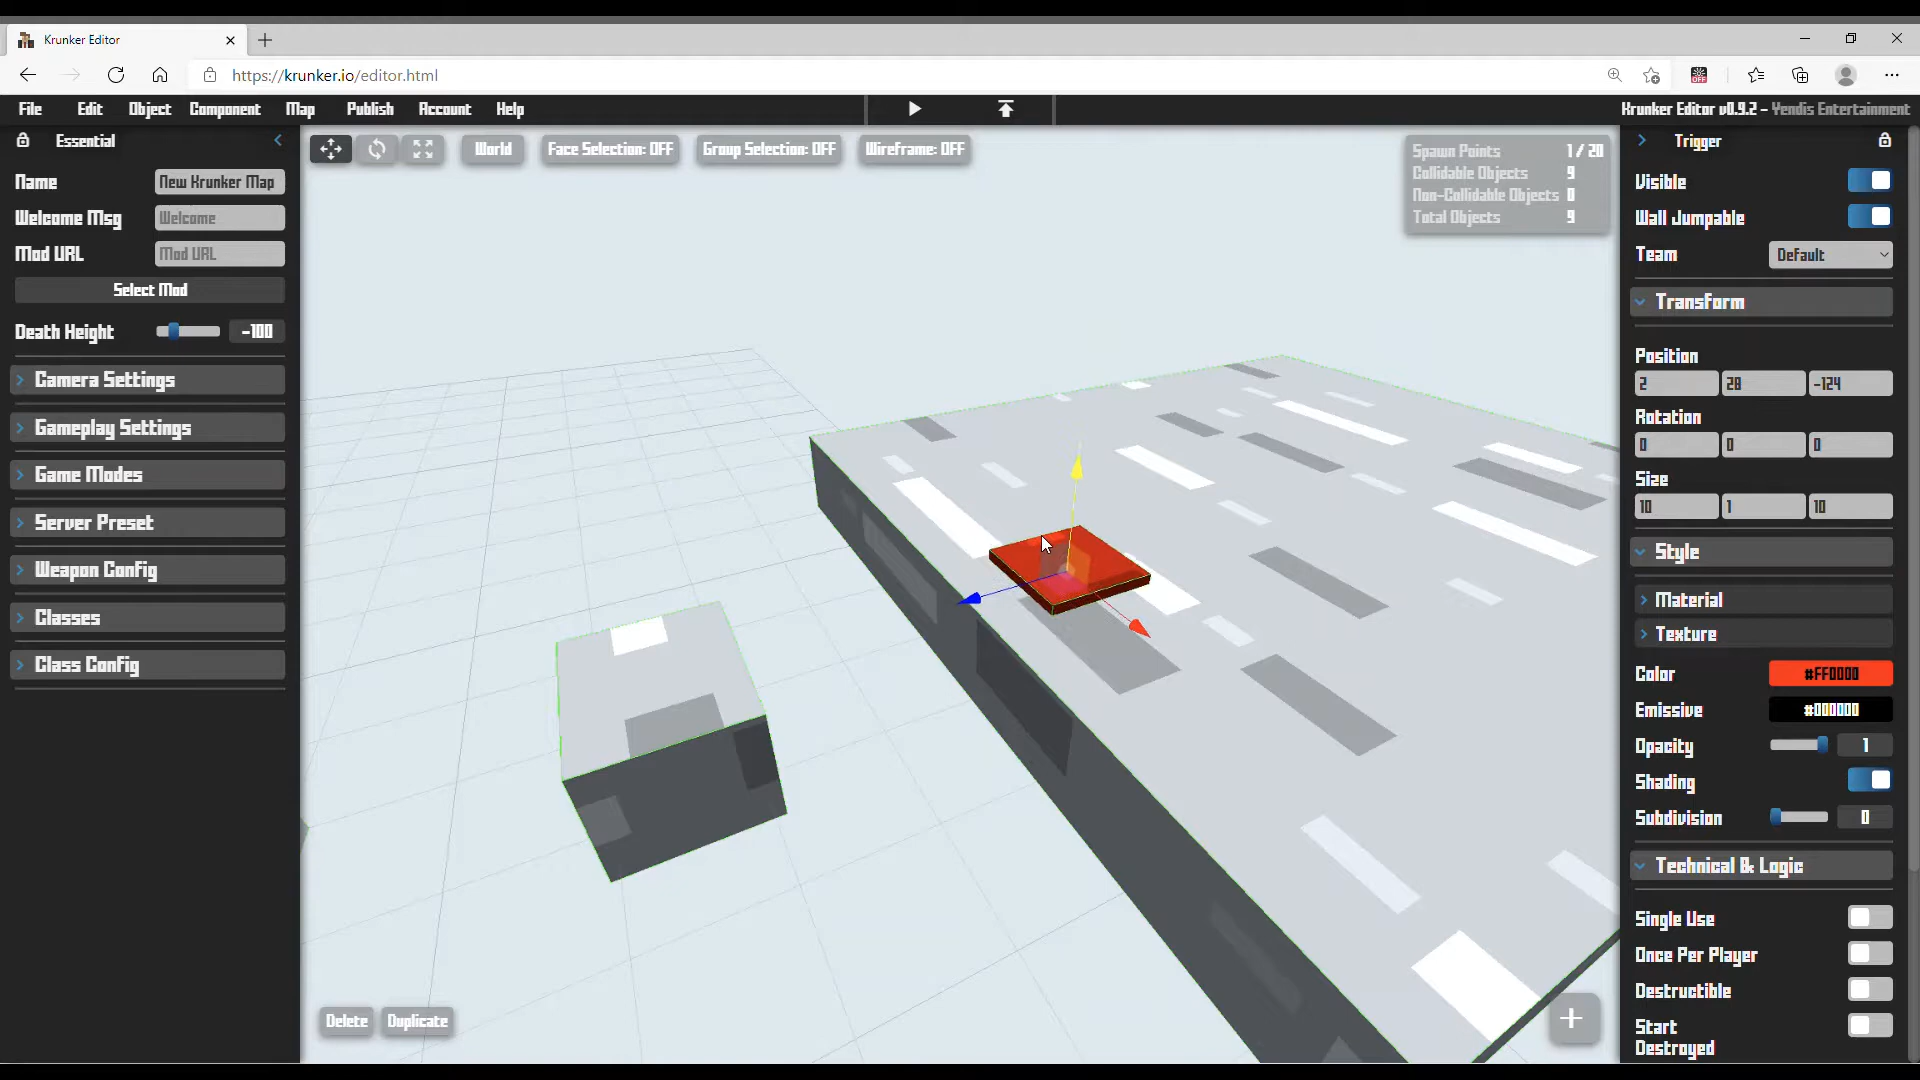 Krunker Editor
https://krunker.io/editor.html
OFF
File Edit Object Component Map Publish Account Help
Krunker Editor v0.9.2 - Yendis Entertainment
Essential
Name New Krunker Map
Welcome Msg Welcome
Mod URL Mod URL
Select Mod
Death Height -100
Camera Settings
Gameplay Settings
Game Modes
Server Preset
Weapon Config
Classes
Class Config
World Face Selection: OFF Group Selection: OFF Wireframe: OFF
Spawn Points 1 / 20
Collidable Objects 9
Non-Collidable Objects 0
Total Objects 9
Delete Duplicate
+
Trigger
Visible
Wall Jumpable
Team Default
Transform
Position
2 28 -124
Rotation
0 0 0
Size
10 1 10
Style
Material
Texture
Color #FF0000
Emissive #000000
Opacity 1
Shading
Subdivision 0
Technical & Logic
Single Use
Once Per Player
Destructible
Start
Destroyed